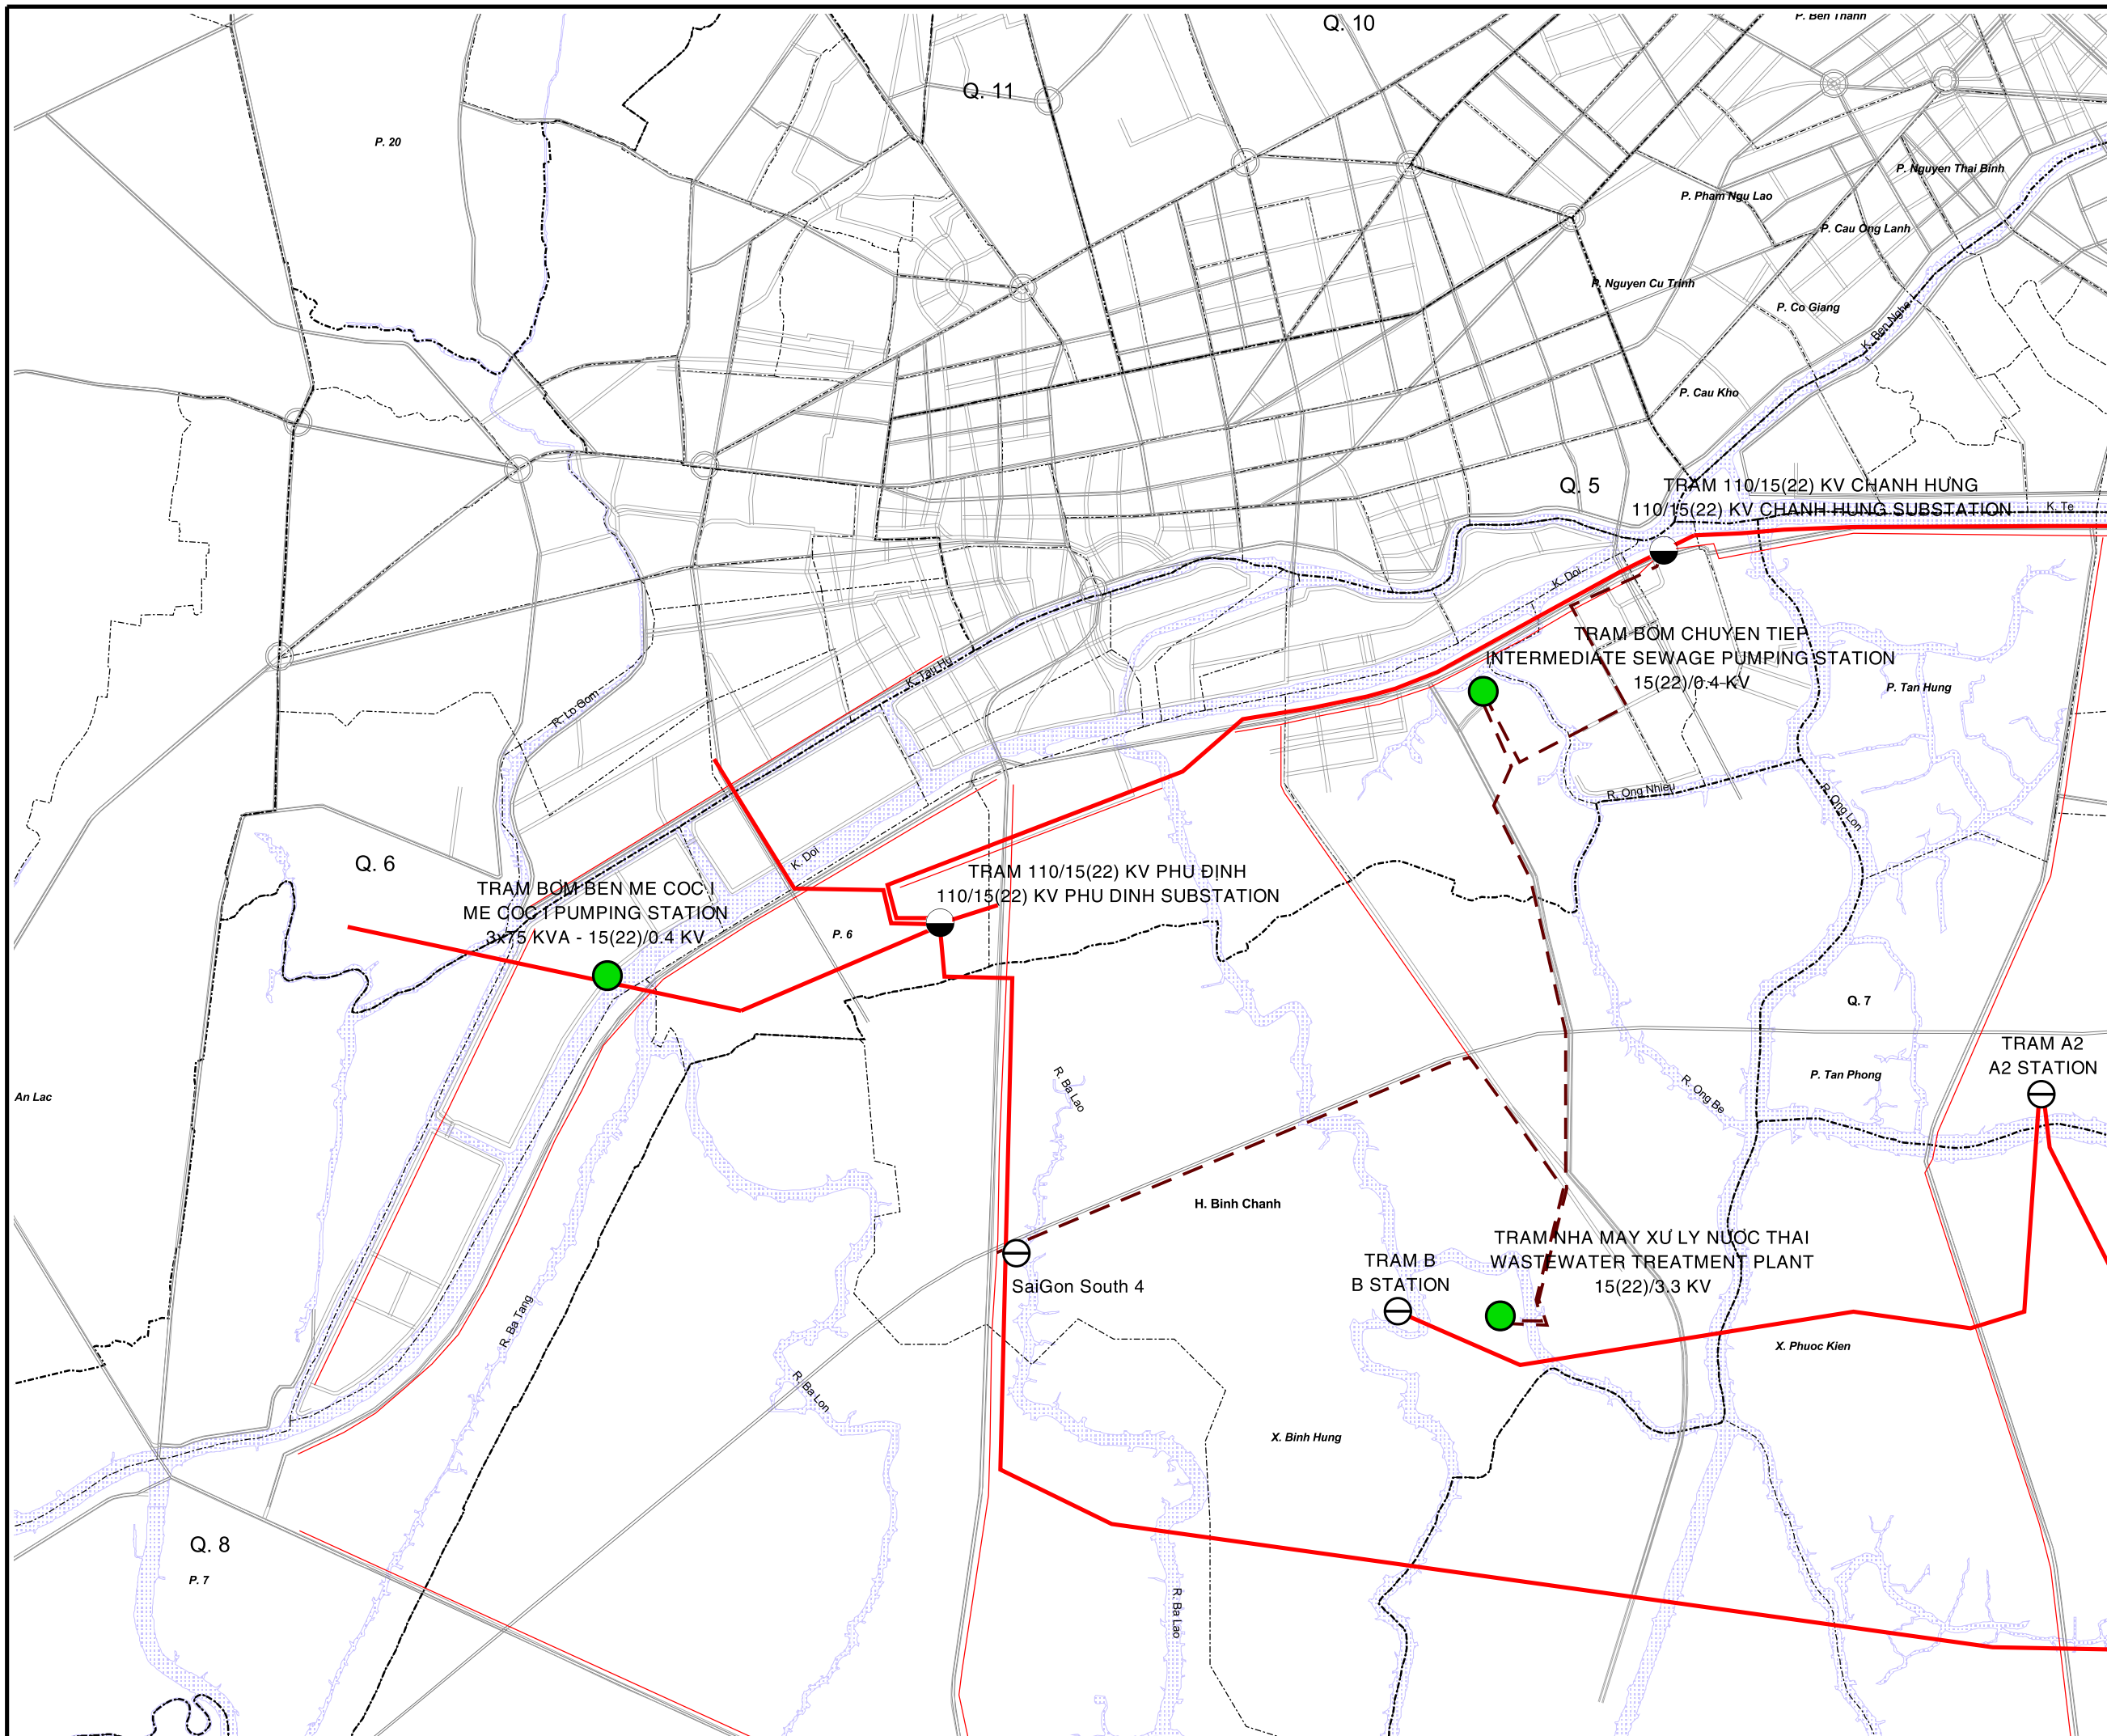 P. Ben Thanh
Q. 10
Q. 11
P. 20
P. Nguyen Thai Binh
P. Pham Ngu Lao
P. Cau Ong Lanh
P. Nguyen Cu Trinh
P. Co Giang
K. Ben Nghe
P. Cau Kho
Q. 5
TRAM 110/15(22) KV CHANH HƯNG
110/15(22) KV CHANH HUNG SUBSTATION
K. Te
K. Doi
TRAM BOM CHUYEN TIEP
INTERMEDIATE SEWAGE PUMPING STATION
15(22)/0.4 KV
P. Tan Hung
K. Tau Hu
R. Lo Gom
R. Ong Nhieu
R. Ong Lon
K. Doi
Q. 6
TRAM BƠM BEN ME COC I
ME COC I PUMPING STATION
3x75 KVA - 15(22)/0.4 KV
TRAM 110/15(22) KV PHU ĐINH
110/15(22) KV PHU DINH SUBSTATION
P. 6
Q. 7
TRAM A2
A2 STATION
An Lac
R. Ba Lao
R. Ong Be
P. Tan Phong
H. Binh Chanh
TRAM NHA MAY XƯ LY NƯƠC THAI
WASTEWATER TREATMENT PLANT
15(22)/3.3 KV
TRAM B
B STATION
SaiGon South 4
R. Ba Tang
X. Phuoc Kien
R. Ba Lon
X. Binh Hung
Q. 8
P. 7
R. Ba Lao